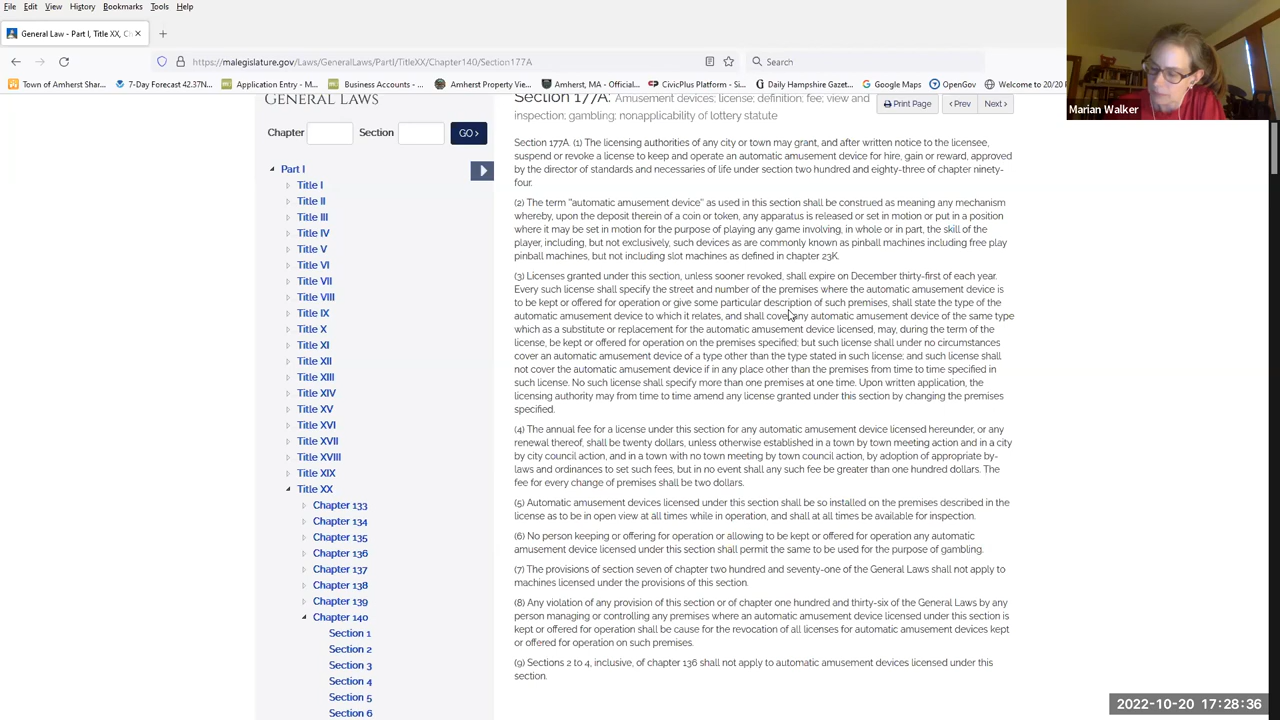 File Edit View History Bookmarks Tools Help
General Law - Part I, Title XX, C
https://malegislature.gov/Laws/GeneralLaws/PartI/TitleXX/Chapter140/Section177A
Search
Town of Amherst Shar... 7-Day Forecast 42.37N... Application Entry - M... Business Accounts - ... Amherst Property Vie... Amherst, MA - Official... CivicPlus Platform - C... Daily Hampshire Gazet... Google Maps OpenGov Welcome to 20/20 P
Marian Walker
GENERAL LAWS
Chapter Section GO ›
Part I
Title I
Title II
Title III
Title IV
Title V
Title VI
Title VII
Title VIII
Title IX
Title X
Title XI
Title XII
Title XIII
Title XIV
Title XV
Title XVI
Title XVII
Title XVIII
Title XIX
Title XX
Chapter 133
Chapter 134
Chapter 135
Chapter 136
Chapter 137
Chapter 138
Chapter 139
Chapter 140
Section 1
Section 2
Section 3
Section 4
Section 5
Section 6
Section 177A: Amusement devices; license; definition; fee; view and
inspection; gambling; nonapplicability of lottery statute
Print Page ‹ Prev Next ›
Section 177A. (1) The licensing authorities of any city or town may grant, and after written notice to the licensee,
suspend or revoke a license to keep and operate an automatic amusement device for hire, gain or reward, approved
by the director of standards and necessaries of life under section two hundred and eighty-three of chapter ninety-
four.
(2) The term "automatic amusement device" as used in this section shall be construed as meaning any mechanism
whereby, upon the deposit therein of a coin or token, any apparatus is released or set in motion or put in a position
where it may be set in motion for the purpose of playing any game involving, in whole or in part, the skill of the
player, including, but not exclusively, such devices as are commonly known as pinball machines including free play
pinball machines, but not including slot machines as defined in chapter 23K.
(3) Licenses granted under this section, unless sooner revoked, shall expire on December thirty-first of each year.
Every such license shall specify the street and number of the premises where the automatic amusement device is
to be kept or offered for operation or give some particular description of such premises, shall state the type of the
automatic amusement device to which it relates, and shall cover any automatic amusement device of the same type
which as a substitute or replacement for the automatic amusement device licensed, may, during the term of the
license, be kept or offered for operation on the premises specified; but such license shall under no circumstances
cover an automatic amusement device of a type other than the type stated in such license; and such license shall
not cover the automatic amusement device if in any place other than the premises from time to time specified in
such license. No such license shall specify more than one premises at one time. Upon written application, the
licensing authority may from time to time amend any license granted under this section by changing the premises
specified.
(4) The annual fee for a license under this section for any automatic amusement device licensed hereunder, or any
renewal thereof, shall be twenty dollars, unless otherwise established in a town by town meeting action and in a city
by city council action, and in a town with no town meeting by town council action, by adoption of appropriate by-
laws and ordinances to set such fees, but in no event shall any such fee be greater than one hundred dollars. The
fee for every change of premises shall be two dollars.
(5) Automatic amusement devices licensed under this section shall be so installed on the premises described in the
license as to be in open view at all times while in operation, and shall at all times be available for inspection.
(6) No person keeping or offering for operation or allowing to be kept or offered for operation any automatic
amusement device licensed under this section shall permit the same to be used for the purpose of gambling.
(7) The provisions of section seven of chapter two hundred and seventy-one of the General Laws shall not apply to
machines licensed under the provisions of this section.
(8) Any violation of any provision of this section or of chapter one hundred and thirty-six of the General Laws by any
person managing or controlling any premises where an automatic amusement device licensed under this section is
kept or offered for operation shall be cause for the revocation of all licenses for automatic amusement devices kept
or offered for operation on such premises.
(9) Sections 2 to 4, inclusive, of chapter 136 shall not apply to automatic amusement devices licensed under this
section.
2022-10-20 17:28:36